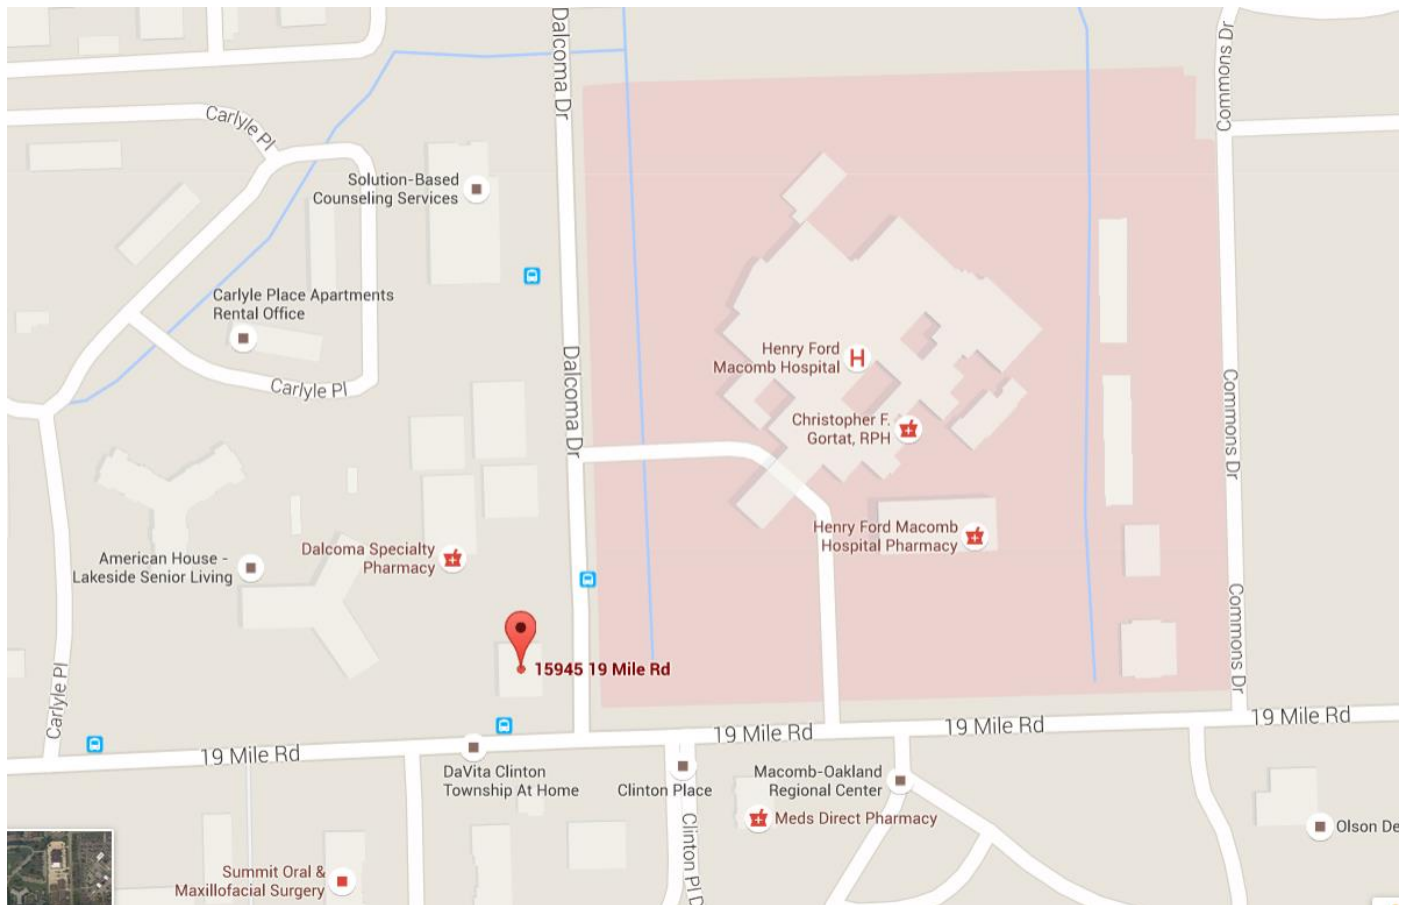 Dalcoma Dr
Commons Dr
Carlyle Pl
Solution-Based
Counseling Services
Carlyle Place Apartments
Rental Office
Henry Ford
Macomb Hospital
H
Dalcoma Dr
Carlyle Pl
Commons Dr
Christopher F.
Gortat, RPH
Henry Ford Macomb
Hospital Pharmacy
Dalcoma Specialty
Pharmacy
American House -
Lakeside Senior Living
Commons Dr
15945 19 Mile Rd
Carlyle Pl
19 Mile Rd
19 Mile Rd
19 Mile Rd
19 Mile Rd
DaVita Clinton
Township At Home
Clinton Place
Macomb-Oakland
Regional Center
Meds Direct Pharmacy
Clinton Pl D
Olson De
Summit Oral &
Maxillofacial Surgery